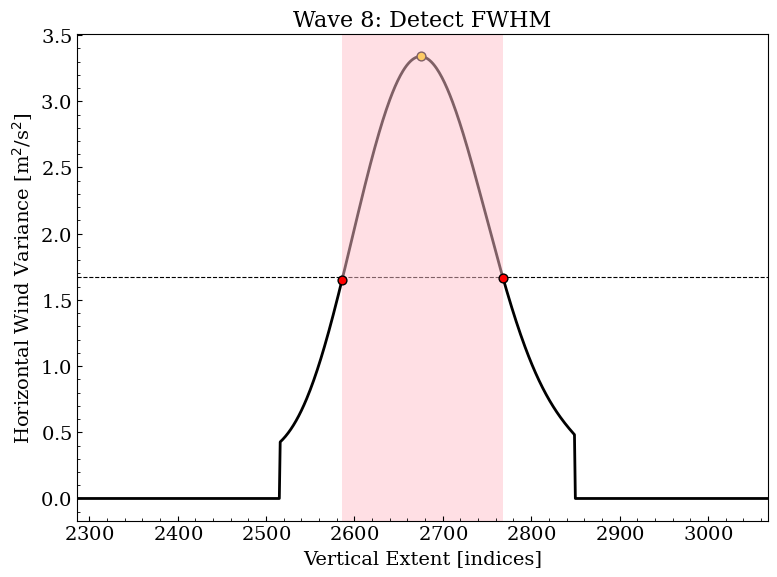 Wave 8: Detect FWHM
Horizontal Wind Variance [m²/s²]
3.5
3.0
2.5
2.0
1.5
1.0
0.5
0.0
2300 2400 2500 2600 2700 2800 2900 3000
Vertical Extent [indices]